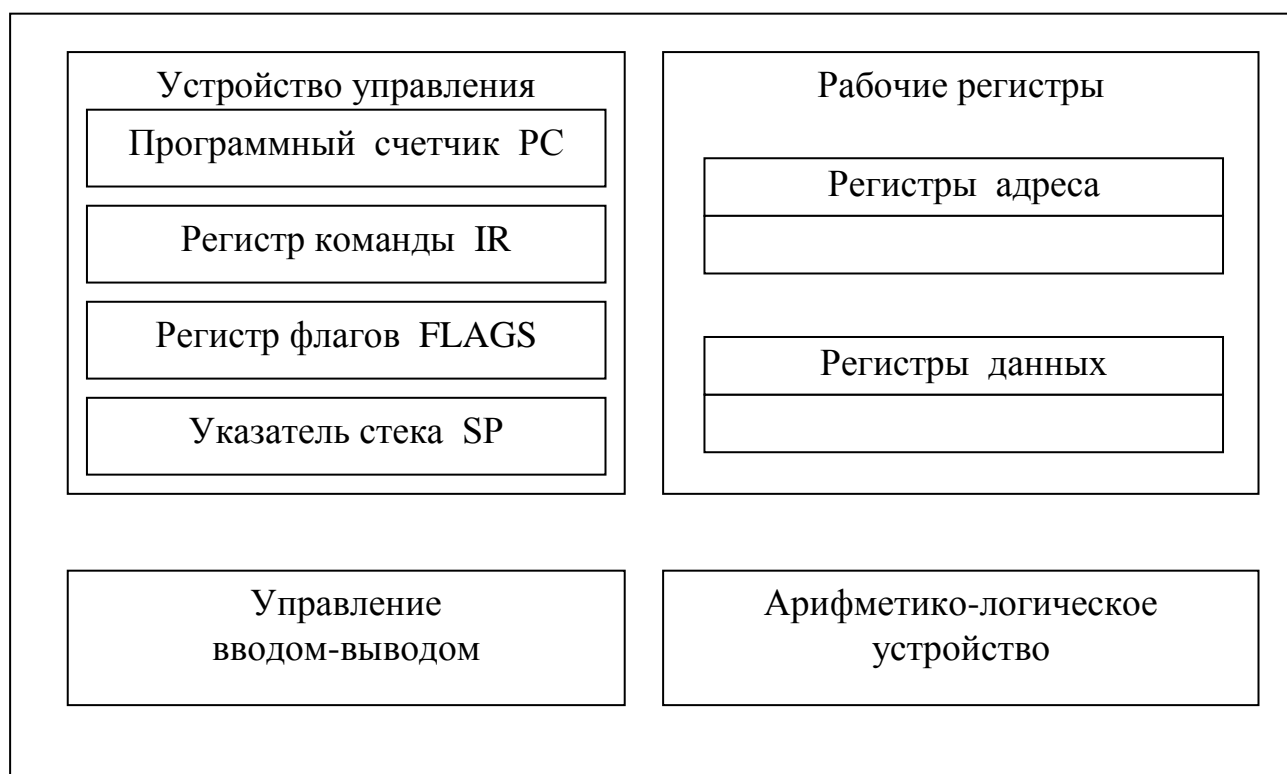 Устройство управления
Программный счетчик PC
Регистр команды IR
Регистр флагов FLAGS
Указатель стека SP
Рабочие регистры
Регистры адреса
Регистры данных
Управление
вводом-выводом
Арифметико-логическое
устройство